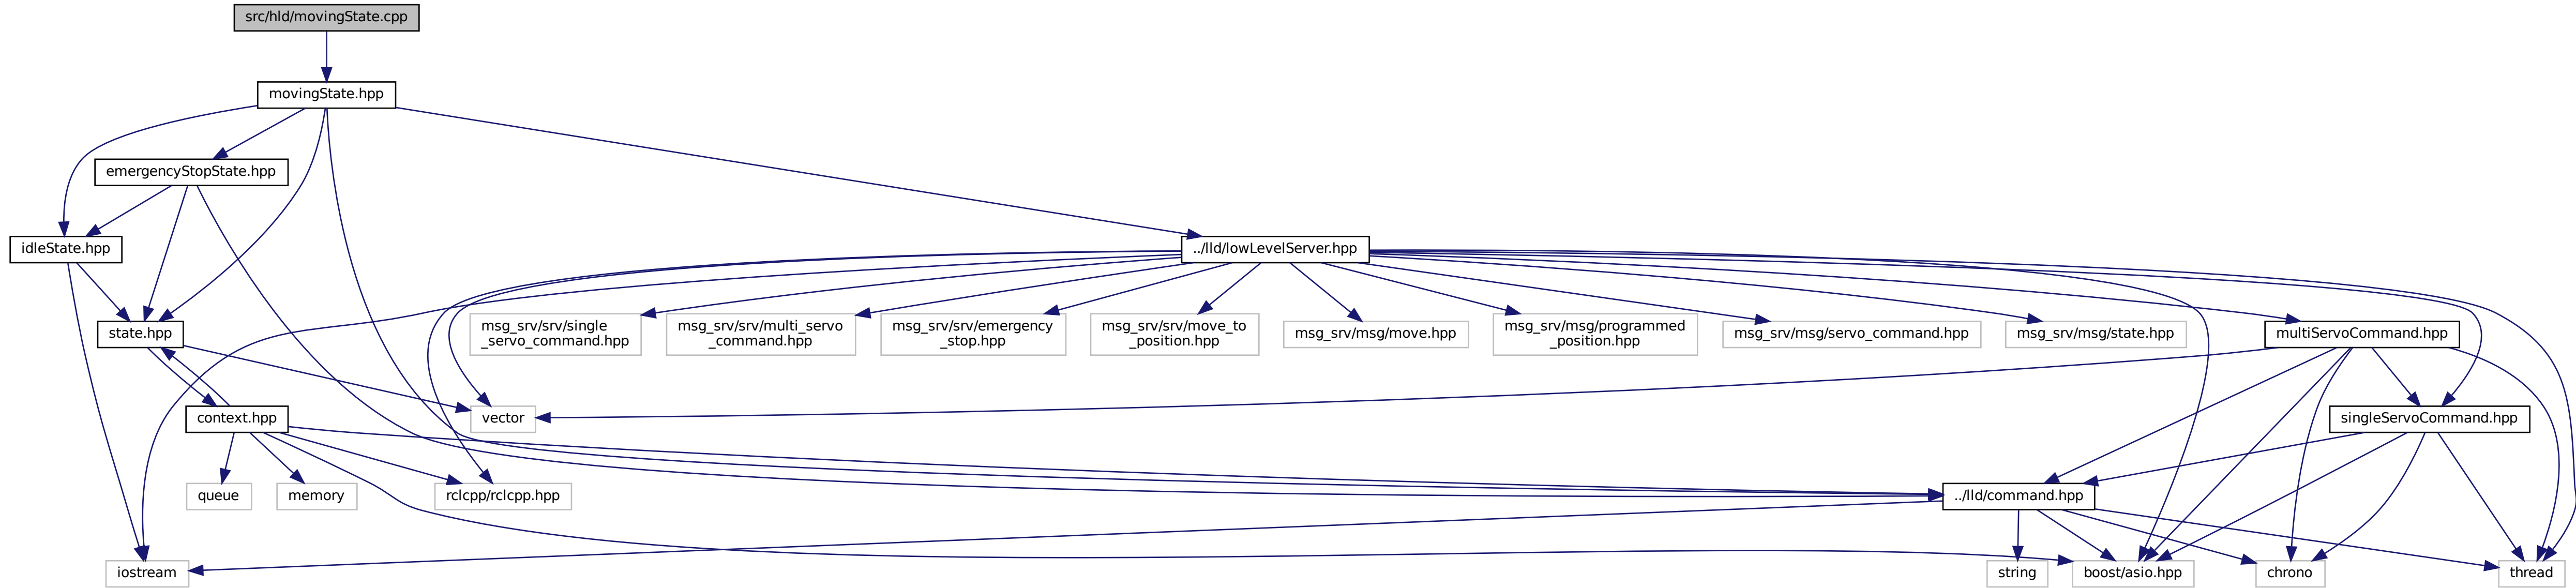 src/hld/movingState.cpp
movingState.hpp
emergencyStopState.hpp
idleState.hpp
../lld/lowLevelServer.hpp
state.hpp
msg_srv/srv/single
_servo_command.hpp
msg_srv/srv/multi_servo
_command.hpp
msg_srv/srv/emergency
_stop.hpp
msg_srv/srv/move_to
_position.hpp
msg_srv/msg/move.hpp
msg_srv/msg/programmed
_position.hpp
msg_srv/msg/servo_command.hpp
msg_srv/msg/state.hpp
multiServoCommand.hpp
context.hpp
vector
singleServoCommand.hpp
queue
memory
rclcpp/rclcpp.hpp
../lld/command.hpp
iostream
string
boost/asio.hpp
chrono
thread